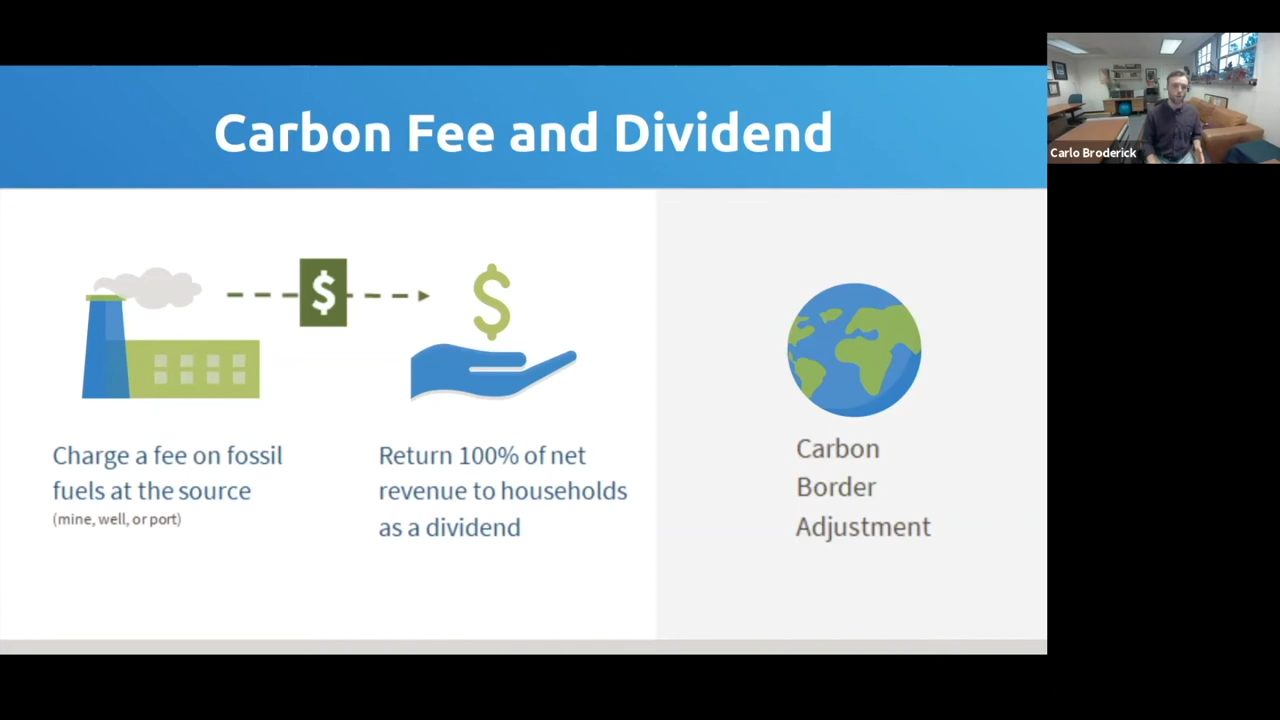 Carbon Fee and Dividend
Carlo Broderick
$
$
Charge a fee on fossil
fuels at the source
(mine, well, or port)
Return 100% of net
revenue to households
as a dividend
Carbon
Border
Adjustment